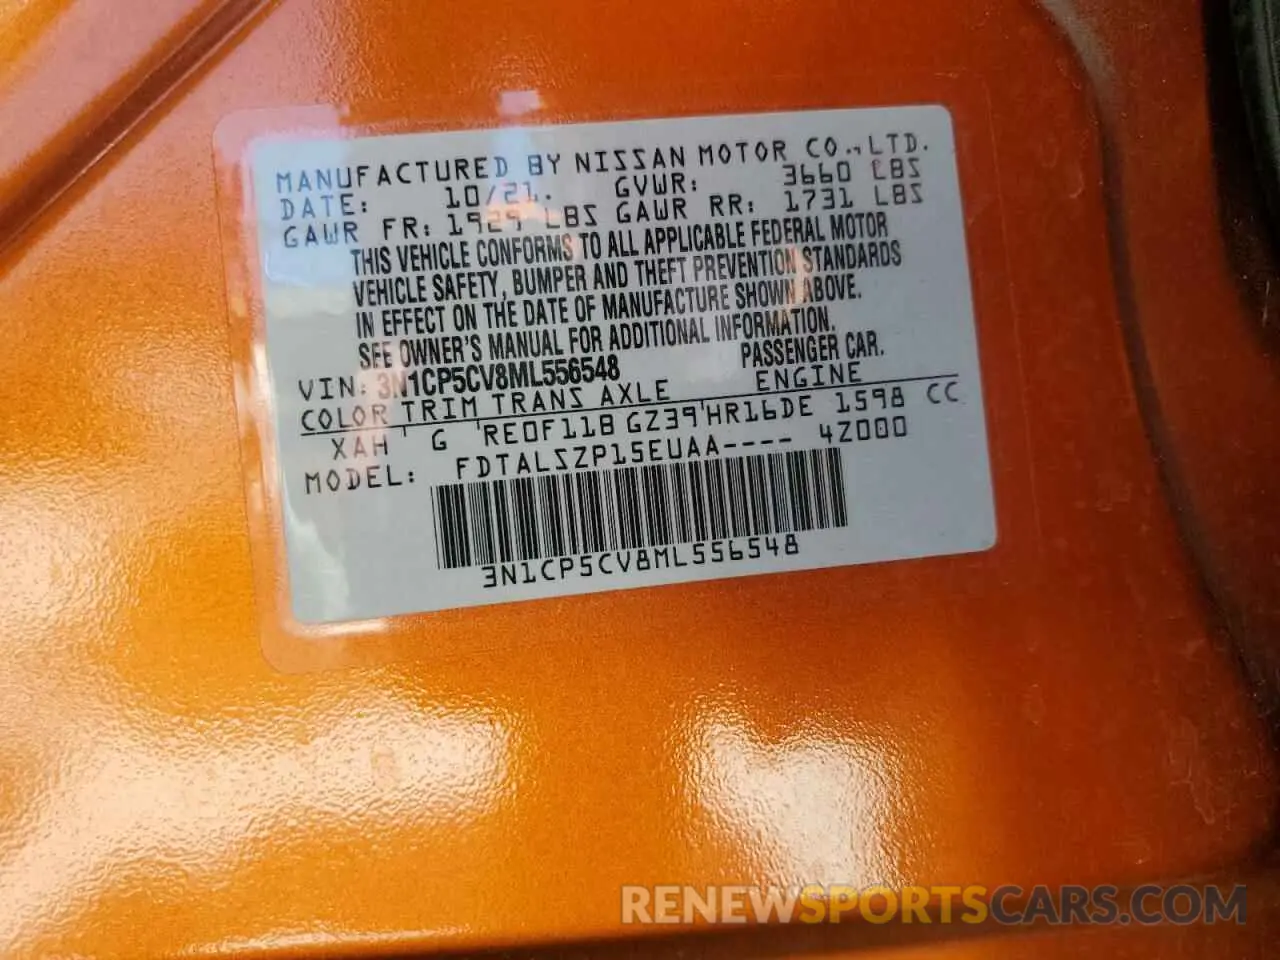 MANUFACTURED BY NISSAN MOTOR CO., LTD.
DATE: 10/21. GVWR: 3660 LBS
GAWR FR: 1929 LBS GAWR RR: 1731 LBS
THIS VEHICLE CONFORMS TO ALL APPLICABLE FEDERAL MOTOR
VEHICLE SAFETY, BUMPER AND THEFT PREVENTION STANDARDS
IN EFFECT ON THE DATE OF MANUFACTURE SHOWN ABOVE.
SEE OWNER'S MANUAL FOR ADDITIONAL INFORMATION.
VIN: 3N1CP5CV8ML556548 PASSENGER CAR.
COLOR TRIM TRANS AXLE ENGINE
XAH G RE0F11B GZ39 HR16DE 1598 CC
MODEL: FDTALSZP15EUAA---- 4Z000
3N1CP5CV8ML556548
RENEWSPORTSCARS.COM